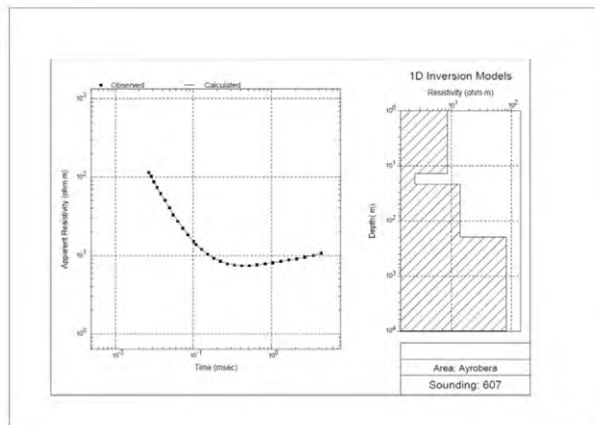 Observed Calculated
10³
10²
10¹
10⁰
Apparent Resistivity (ohm.m)
10⁻² 10⁻¹ 10⁰
Time (msec)
1D Inversion Models
Resistivity (ohm·m)
10¹ 10²
10⁰
10¹
10²
10³
10⁴
Depth( m)
Area: Ayrobera
Sounding: 607